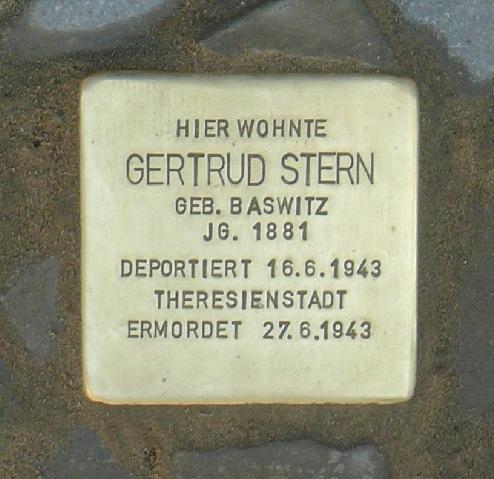 HIER WOHNTE
GERTRUD STERN
GEB. BASWITZ
JG. 1881
DEPORTIERT 16.6.1943
THERESIENSTADT
ERMORDET 27.6.1943